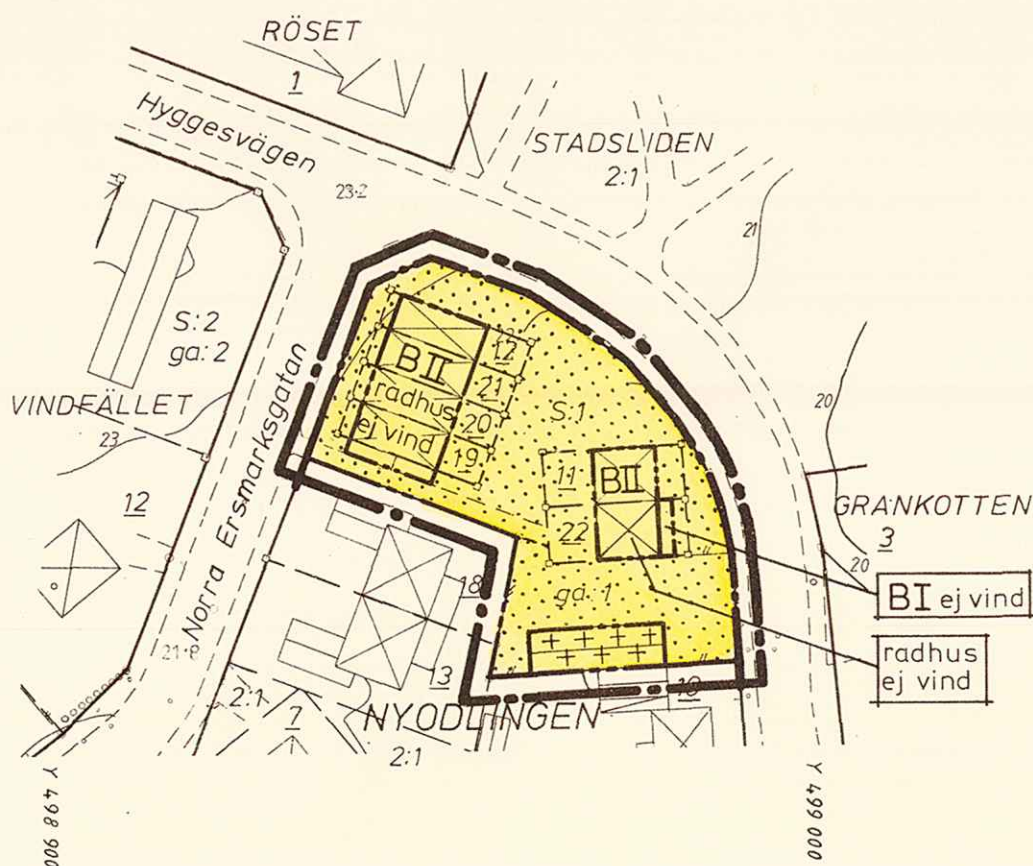 RÖSET
1
Hyggesvägen
STADSLIDEN
2:1
23.2
21
S:2
ga:2
BII
radhus
ej vind
12
21
20
19
S:1
VINDFÄLLET
23
20
11
22
BII
12
Norra Ersmarksgatan
GRANKOTTEN
3
20
BI ej vind
18
ga:1
radhus
ej vind
21.8
13
2:1
7
NYODLINGEN
2:1
Y 498 900
Y 499 000